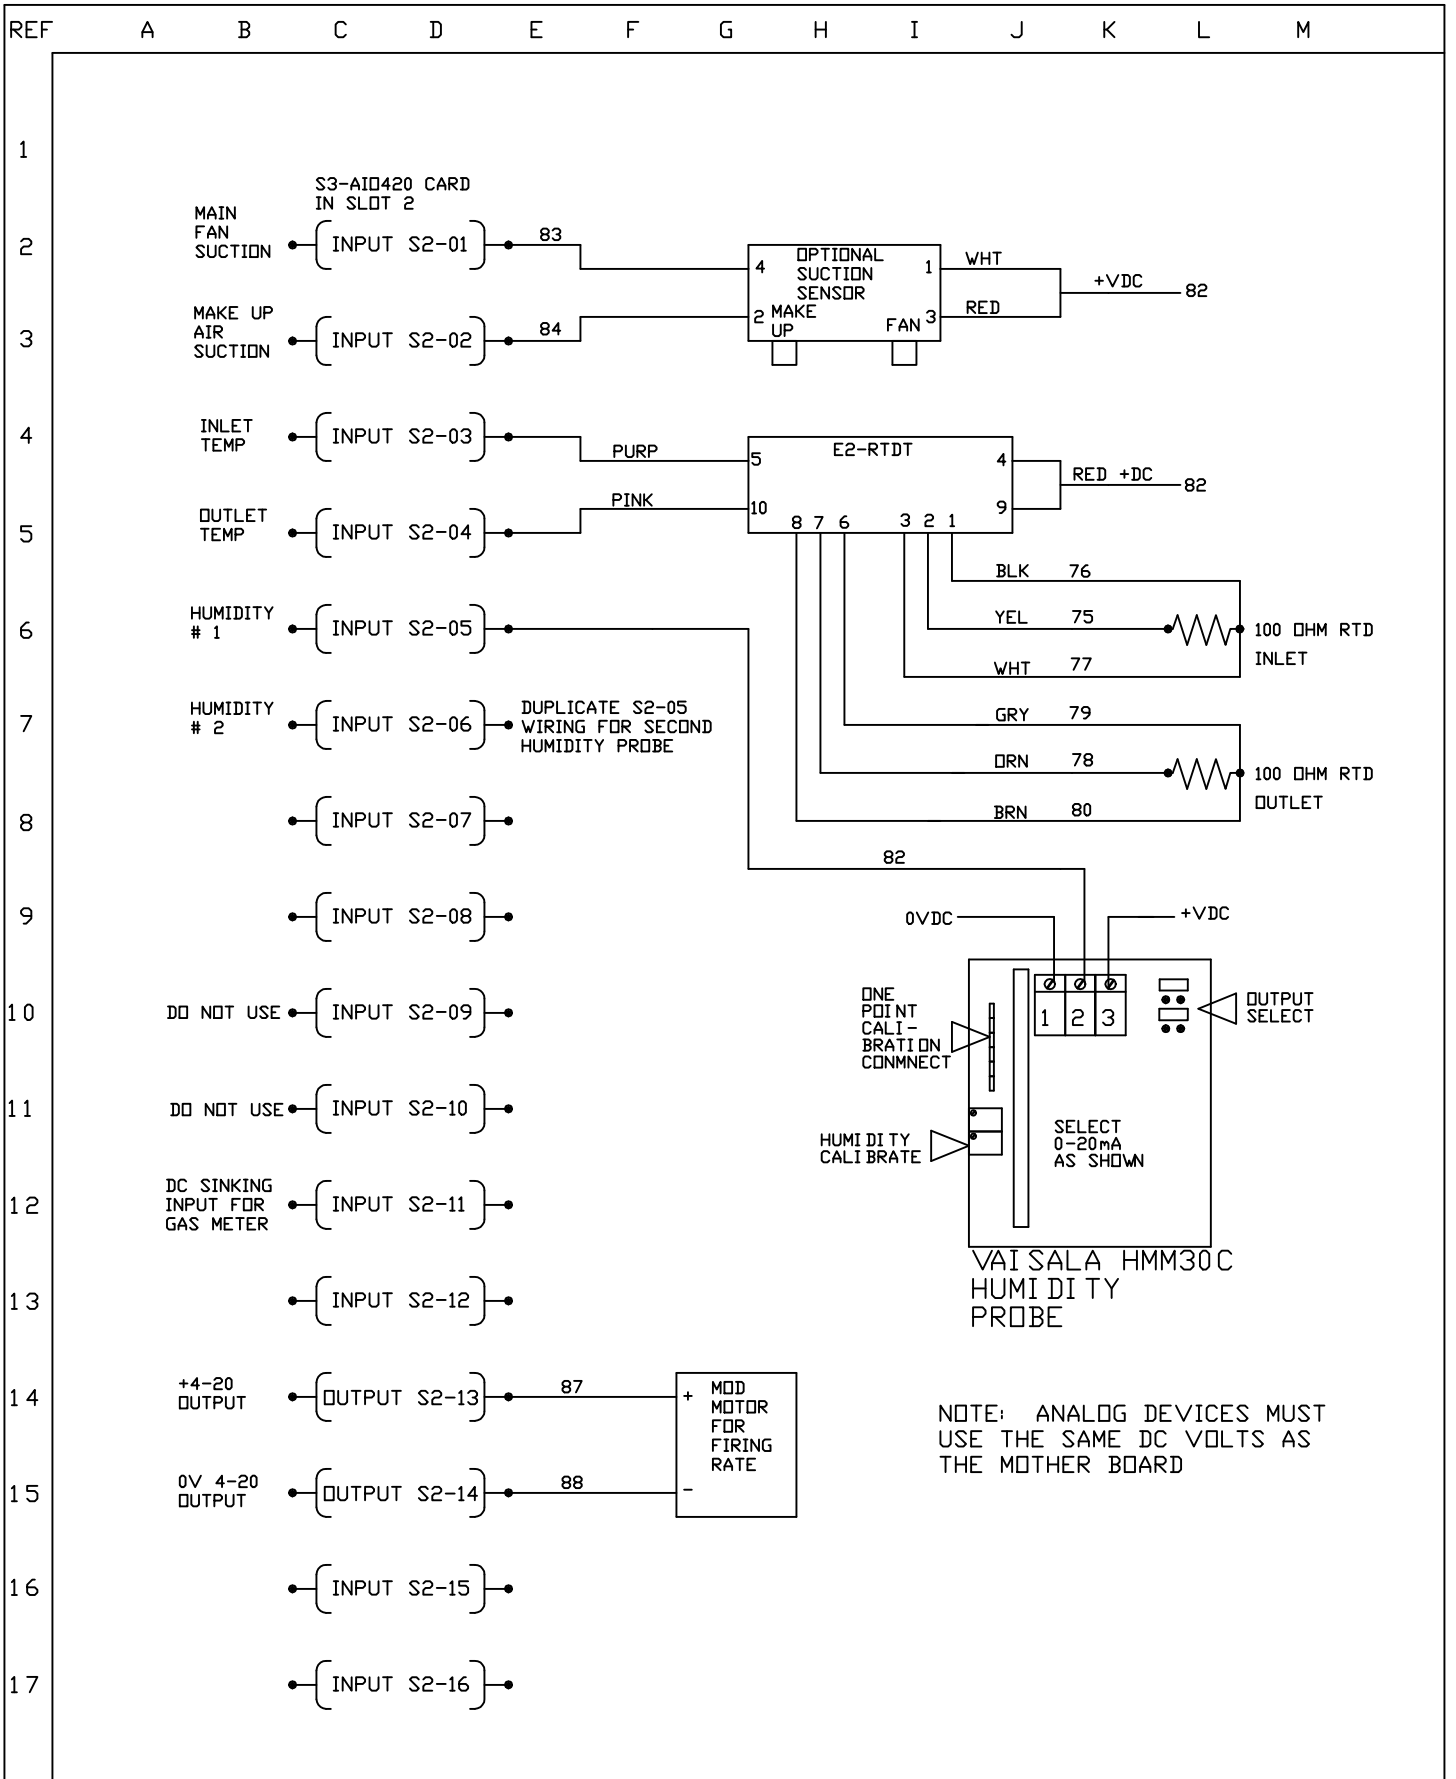 REF A B C D E F G H I J K L M
1
S3-AIO420 CARD
IN SLOT 2
2
MAIN
FAN
SUCTION
INPUT S2-01
83
4
OPTIONAL
SUCTION
SENSOR
1
WHT
+VDC
82
3
MAKE UP
AIR
SUCTION
INPUT S2-02
84
2
MAKE
UP
FAN
3
RED
4
INLET
TEMP
INPUT S2-03
PURP
5
E2-RTDT
4
RED +DC
82
5
OUTLET
TEMP
INPUT S2-04
PINK
10
9
8 7 6 3 2 1
BLK 76
6
HUMIDITY
# 1
INPUT S2-05
YEL 75
100 OHM RTD
INLET
WHT 77
7
HUMIDITY
# 2
INPUT S2-06
DUPLICATE S2-05
WIRING FOR SECOND
HUMIDITY PROBE
GRY 79
ORN 78
100 OHM RTD
OUTLET
BRN 80
8
INPUT S2-07
82
9
INPUT S2-08
0VDC
+VDC
10
DO NOT USE
INPUT S2-09
ONE
POINT
CALI-
BRATION
CONMNECT
1 2 3
OUTPUT
SELECT
11
DO NOT USE
INPUT S2-10
HUMIDITY
CALIBRATE
SELECT
0-20mA
AS SHOWN
12
DC SINKING
INPUT FOR
GAS METER
INPUT S2-11
VAISALA HMM30C
HUMIDITY
PROBE
13
INPUT S2-12
14
+4-20
OUTPUT
OUTPUT S2-13
87
+
MOD
MOTOR
FOR
FIRING
RATE
NOTE: ANALOG DEVICES MUST
USE THE SAME DC VOLTS AS
THE MOTHER BOARD
15
0V 4-20
OUTPUT
OUTPUT S2-14
88
-
16
INPUT S2-15
17
INPUT S2-16